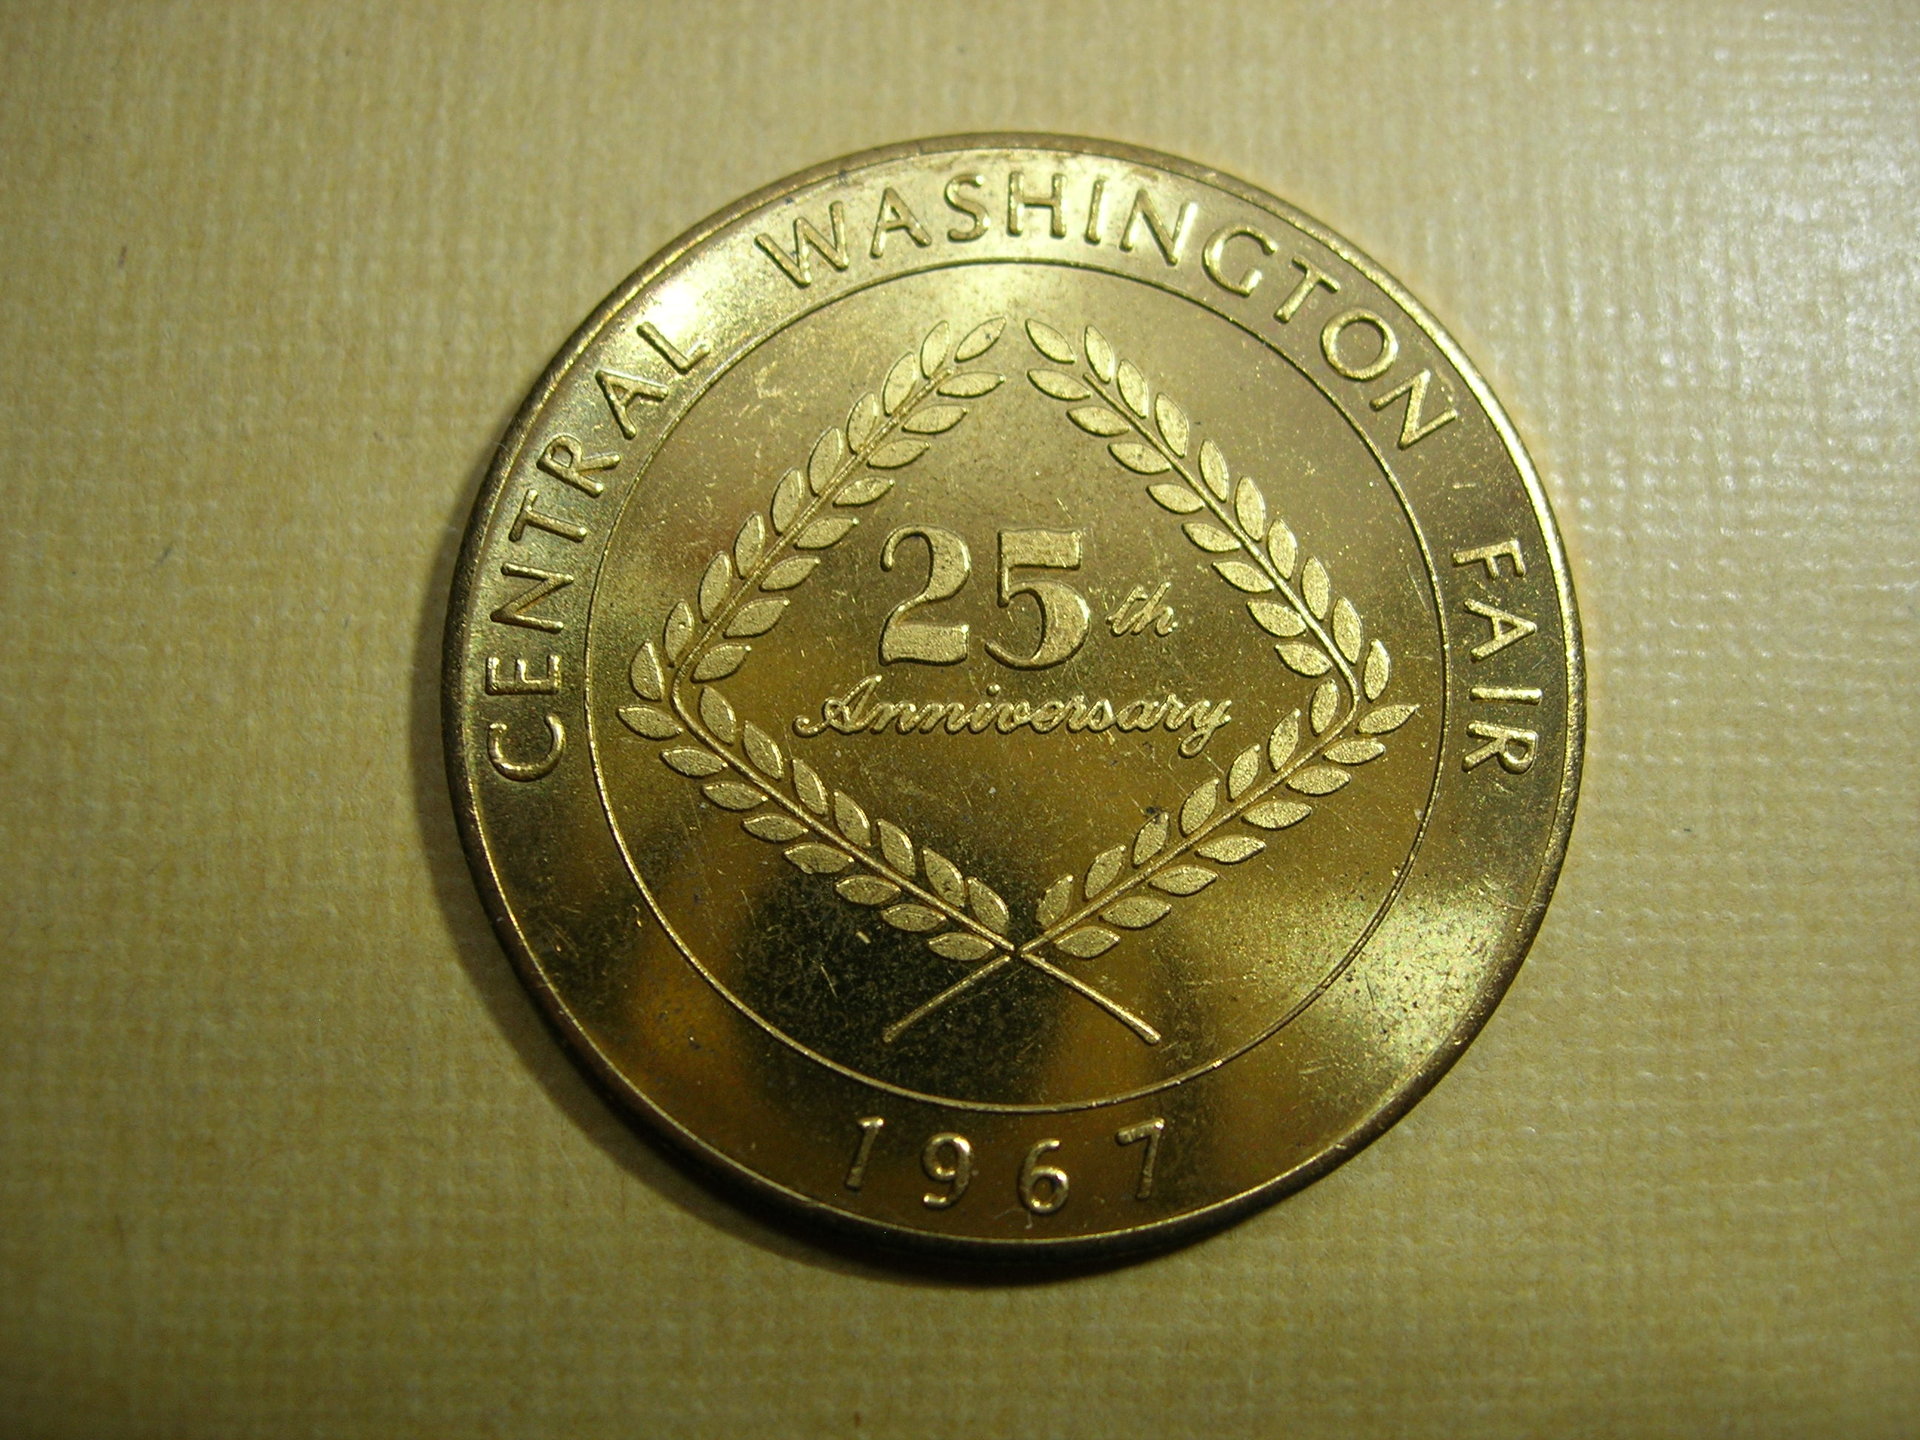 CENTRAL WASHINGTON FAIR
25th
Anniversary
1967